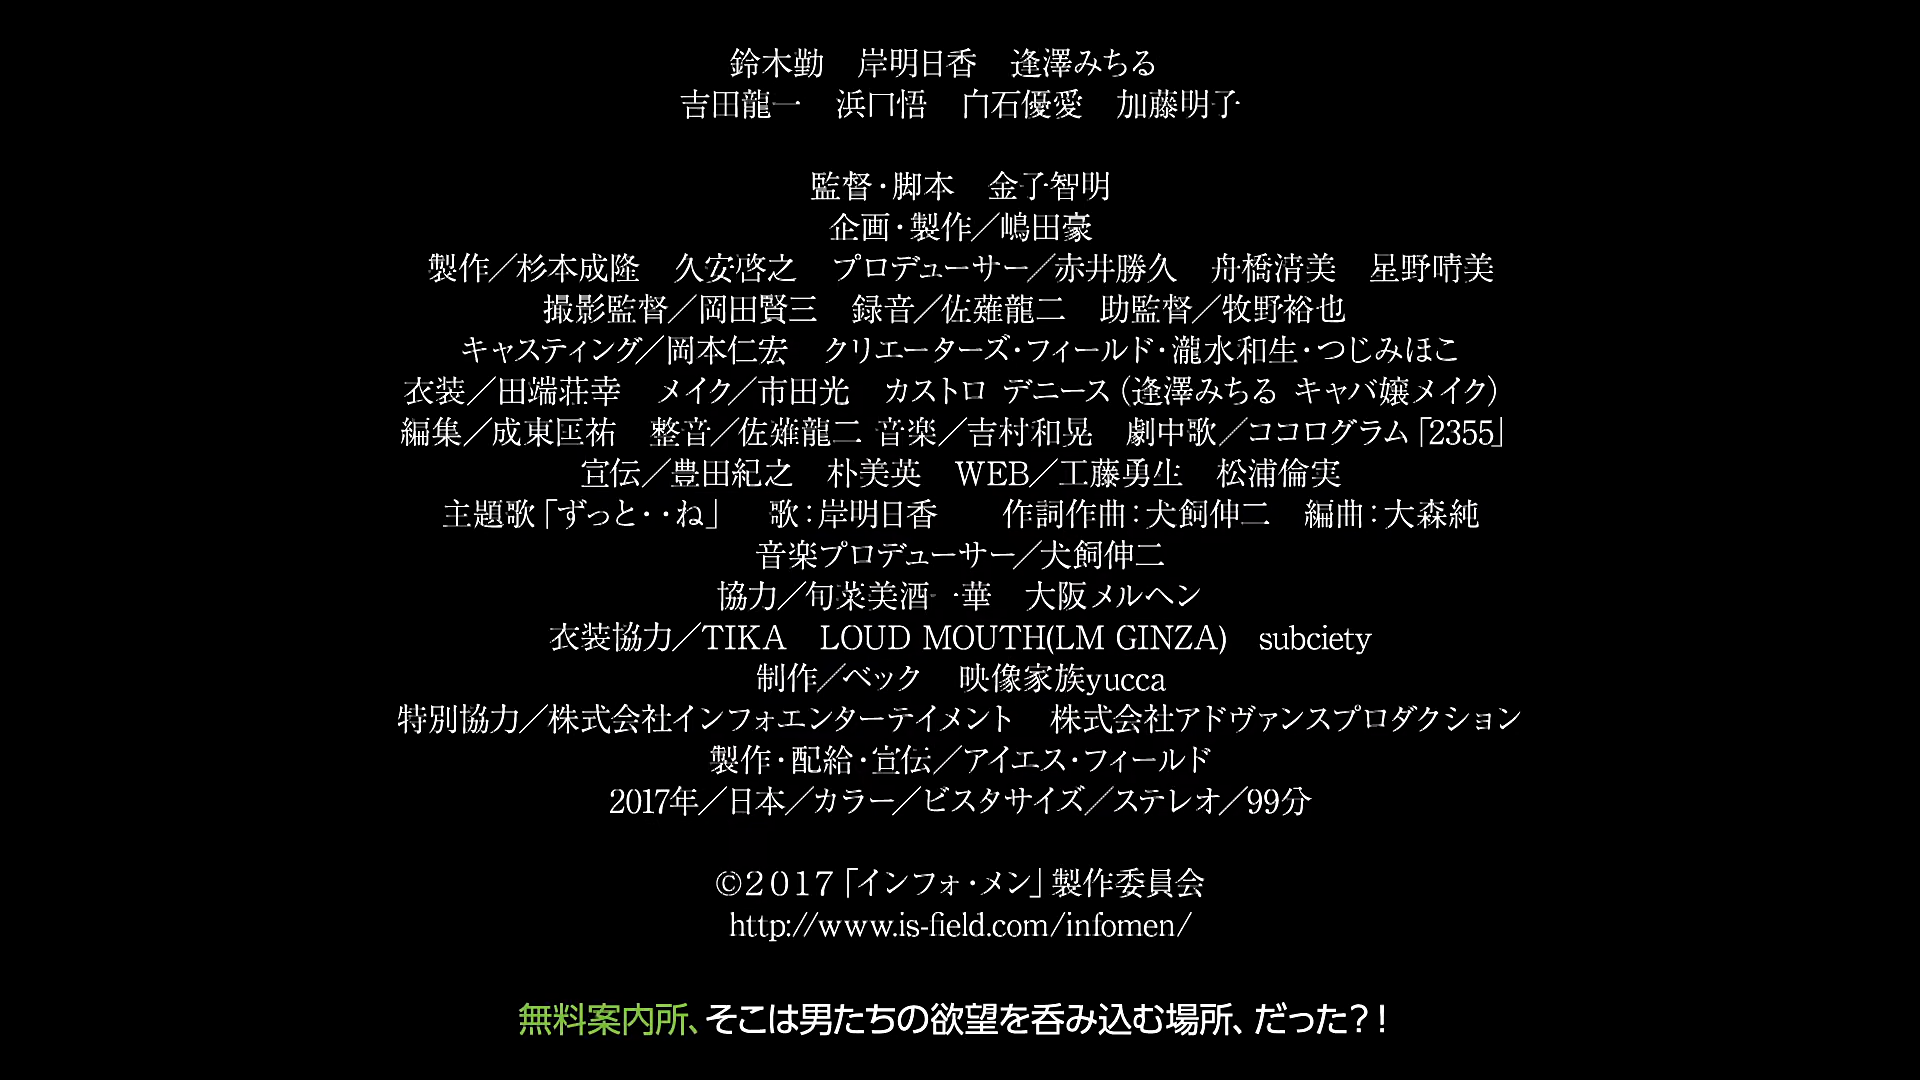 鈴木勤　岸明日香　逢澤みちる
吉田龍一　浜口悟　白石優愛　加藤明子
監督・脚本　金子智明
企画・製作／嶋田豪
製作／杉本成隆　久安啓之　プロデューサー／赤井勝久　舟橋清美　星野晴美
撮影監督／岡田賢三　録音／佐薙龍二　助監督／牧野裕也
キャスティング／岡本仁宏　クリエーターズ・フィールド・瀧水和生・つじみほこ
衣装／田端荘幸　メイク／市田光　カストロ デニース（逢澤みちる キャバ嬢メイク）
編集／成東匡祐　整音／佐薙龍二 音楽／吉村和晃　劇中歌／ココログラム「2355」
宣伝／豊田紀之　朴美英　WEB／工藤勇生　松浦倫実
主題歌「ずっと・・ね」　歌：岸明日香　　作詞作曲：犬飼伸二　編曲：大森純
音楽プロデューサー／犬飼伸二
協力／旬菜美酒 一華　大阪メルヘン
衣装協力／TIKA　LOUD MOUTH(LM GINZA)　subciety
制作／ベック　映像家族yucca
特別協力／株式会社インフォエンターテイメント　株式会社アドヴァンスプロダクション
製作・配給・宣伝／アイエス・フィールド
2017年／日本／カラー／ビスタサイズ／ステレオ／99分
©２０１７「インフォ・メン」製作委員会
http://www.is-field.com/infomen/
無料案内所、そこは男たちの欲望を呑み込む場所、だった？！